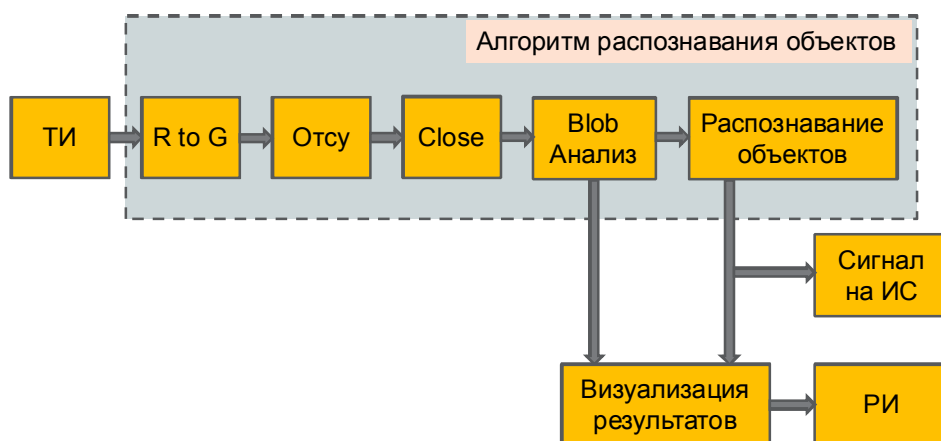 Алгоритм распознавания объектов
ТИ
R to G
Отсу
Close
Blob
Анализ
Распознавание
объектов
Сигнал
на ИС
Визуализация
результатов
РИ